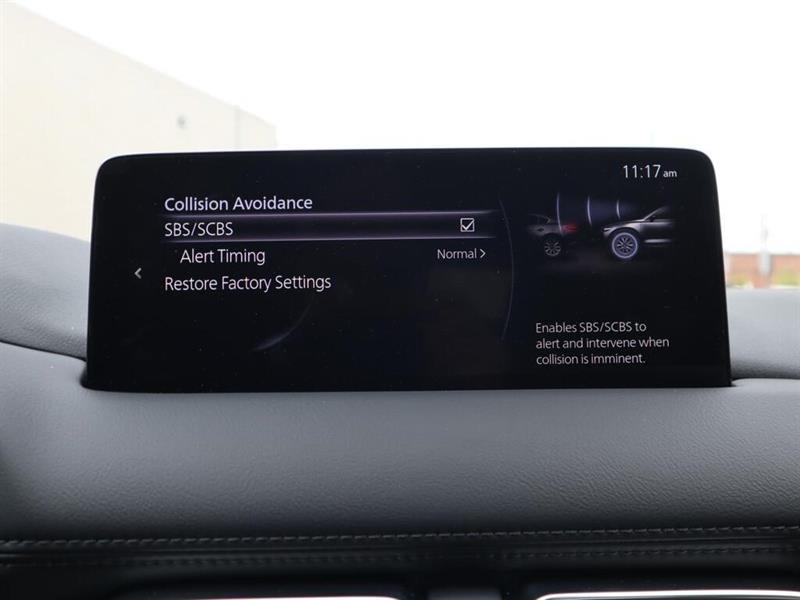 11:17 am
Collision Avoidance
SBS/SCBS
Alert Timing Normal >
Restore Factory Settings
Enables SBS/SCBS to
alert and intervene when
collision is imminent.